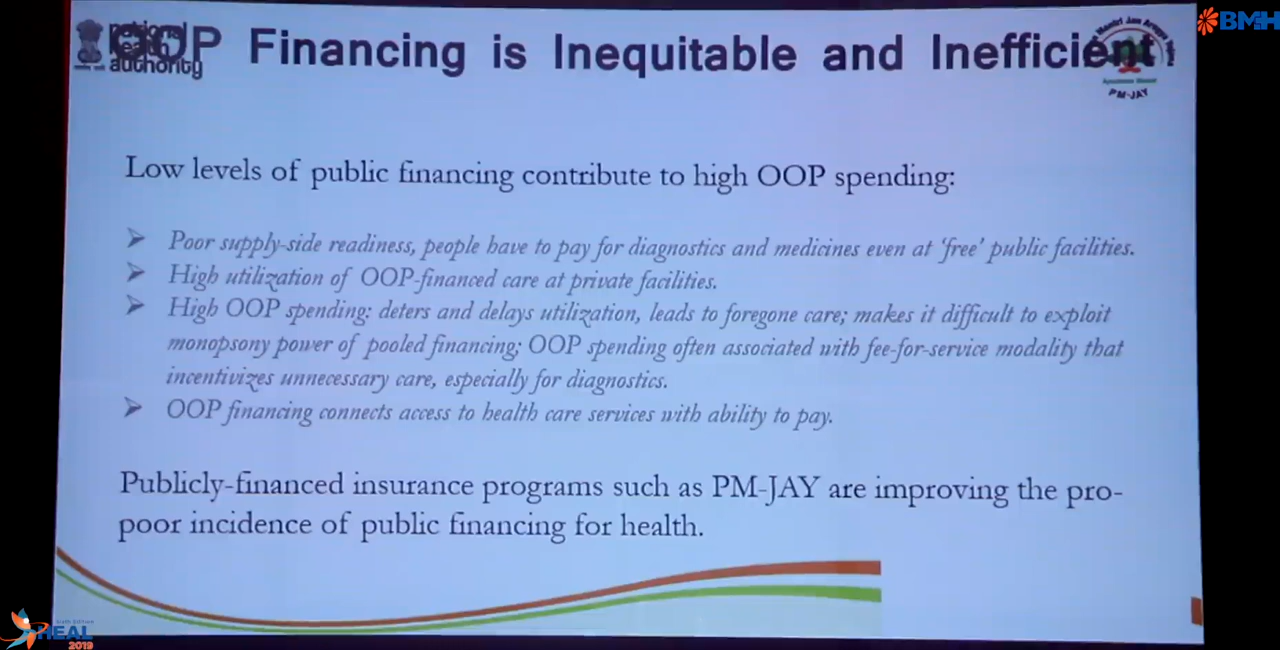 national
health
authority
OOP Financing is Inequitable and Inefficient
PM-JAY
BMH
Low levels of public financing contribute to high OOP spending:
Poor supply-side readiness, people have to pay for diagnostics and medicines even at ‘free’ public facilities.
High utilization of OOP-financed care at private facilities.
High OOP spending: deters and delays utilization, leads to foregone care; makes it difficult to exploit
monopsony power of pooled financing; OOP spending often associated with fee-for-service modality that
incentivizes unnecessary care, especially for diagnostics.
OOP financing connects access to health care services with ability to pay.
Publicly-financed insurance programs such as PM-JAY are improving the pro-
poor incidence of public financing for health.
HEAL
2019